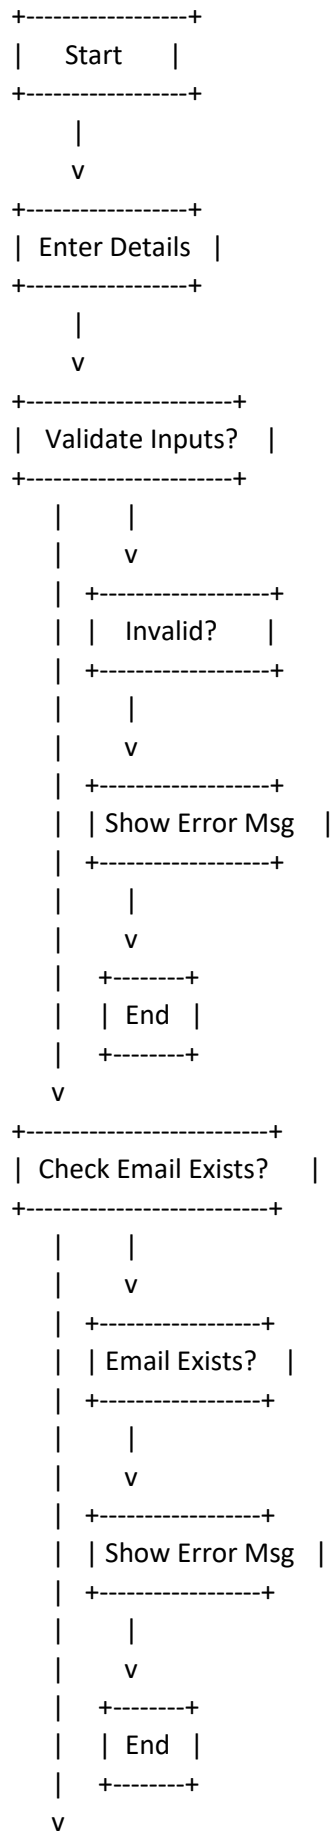 +------------------+
|     Start      |
+------------------+
       |
       v
+------------------+
|  Enter Details   |
+------------------+
       |
       v
+-----------------------+
|   Validate Inputs?    |
+-----------------------+
     |       |
     |       v
     |   +-------------------+
     |   |    Invalid?       |
     |   +-------------------+
     |       |
     |       v
     |   +-------------------+
     |   | Show Error Msg    |
     |   +-------------------+
     |       |
     |       v
     |    +--------+
     |    |  End   |
     |    +--------+
     v
+---------------------------+
|  Check Email Exists?     |
+---------------------------+
     |       |
     |       v
     |   +------------------+
     |   | Email Exists?    |
     |   +------------------+
     |       |
     |       v
     |   +------------------+
     |   | Show Error Msg   |
     |   +------------------+
     |       |
     |       v
     |    +--------+
     |    |  End   |
     |    +--------+
     v